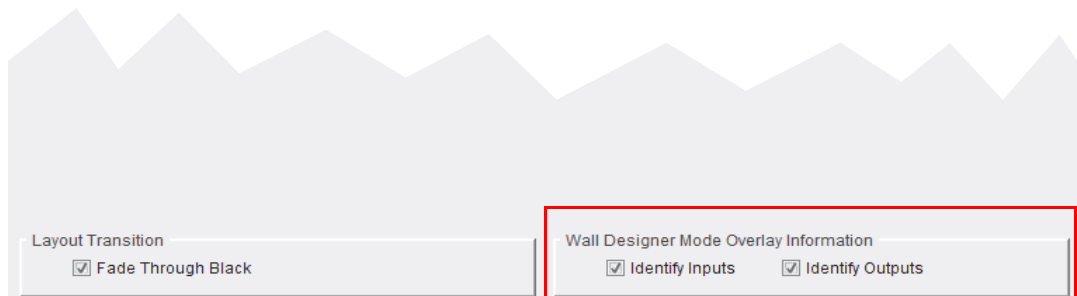 Layout Transition
Fade Through Black
Wall Designer Mode Overlay Information
Identify Inputs
Identify Outputs